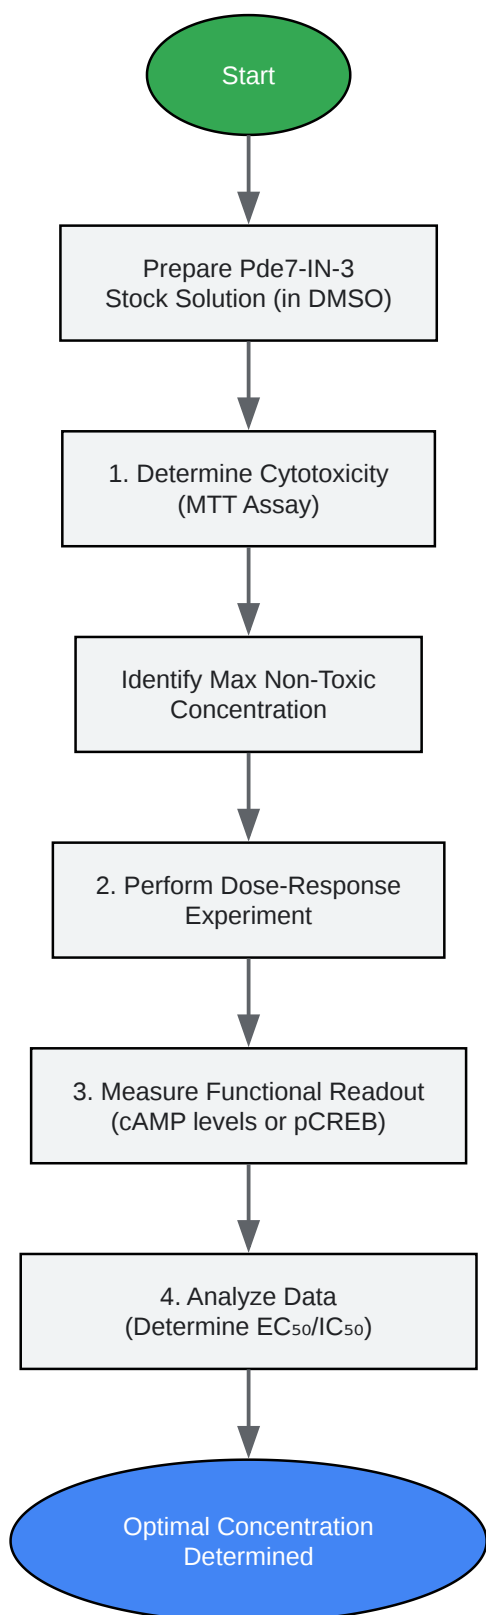 Start
Prepare Pde7-IN-3
Stock Solution (in DMSO)
1. Determine Cytotoxicity
(MTT Assay)
Identify Max Non-Toxic
Concentration
2. Perform Dose-Response
Experiment
3. Measure Functional Readout
(cAMP levels or pCREB)
4. Analyze Data
(Determine EC₅₀/IC₅₀)
Optimal Concentration
Determined